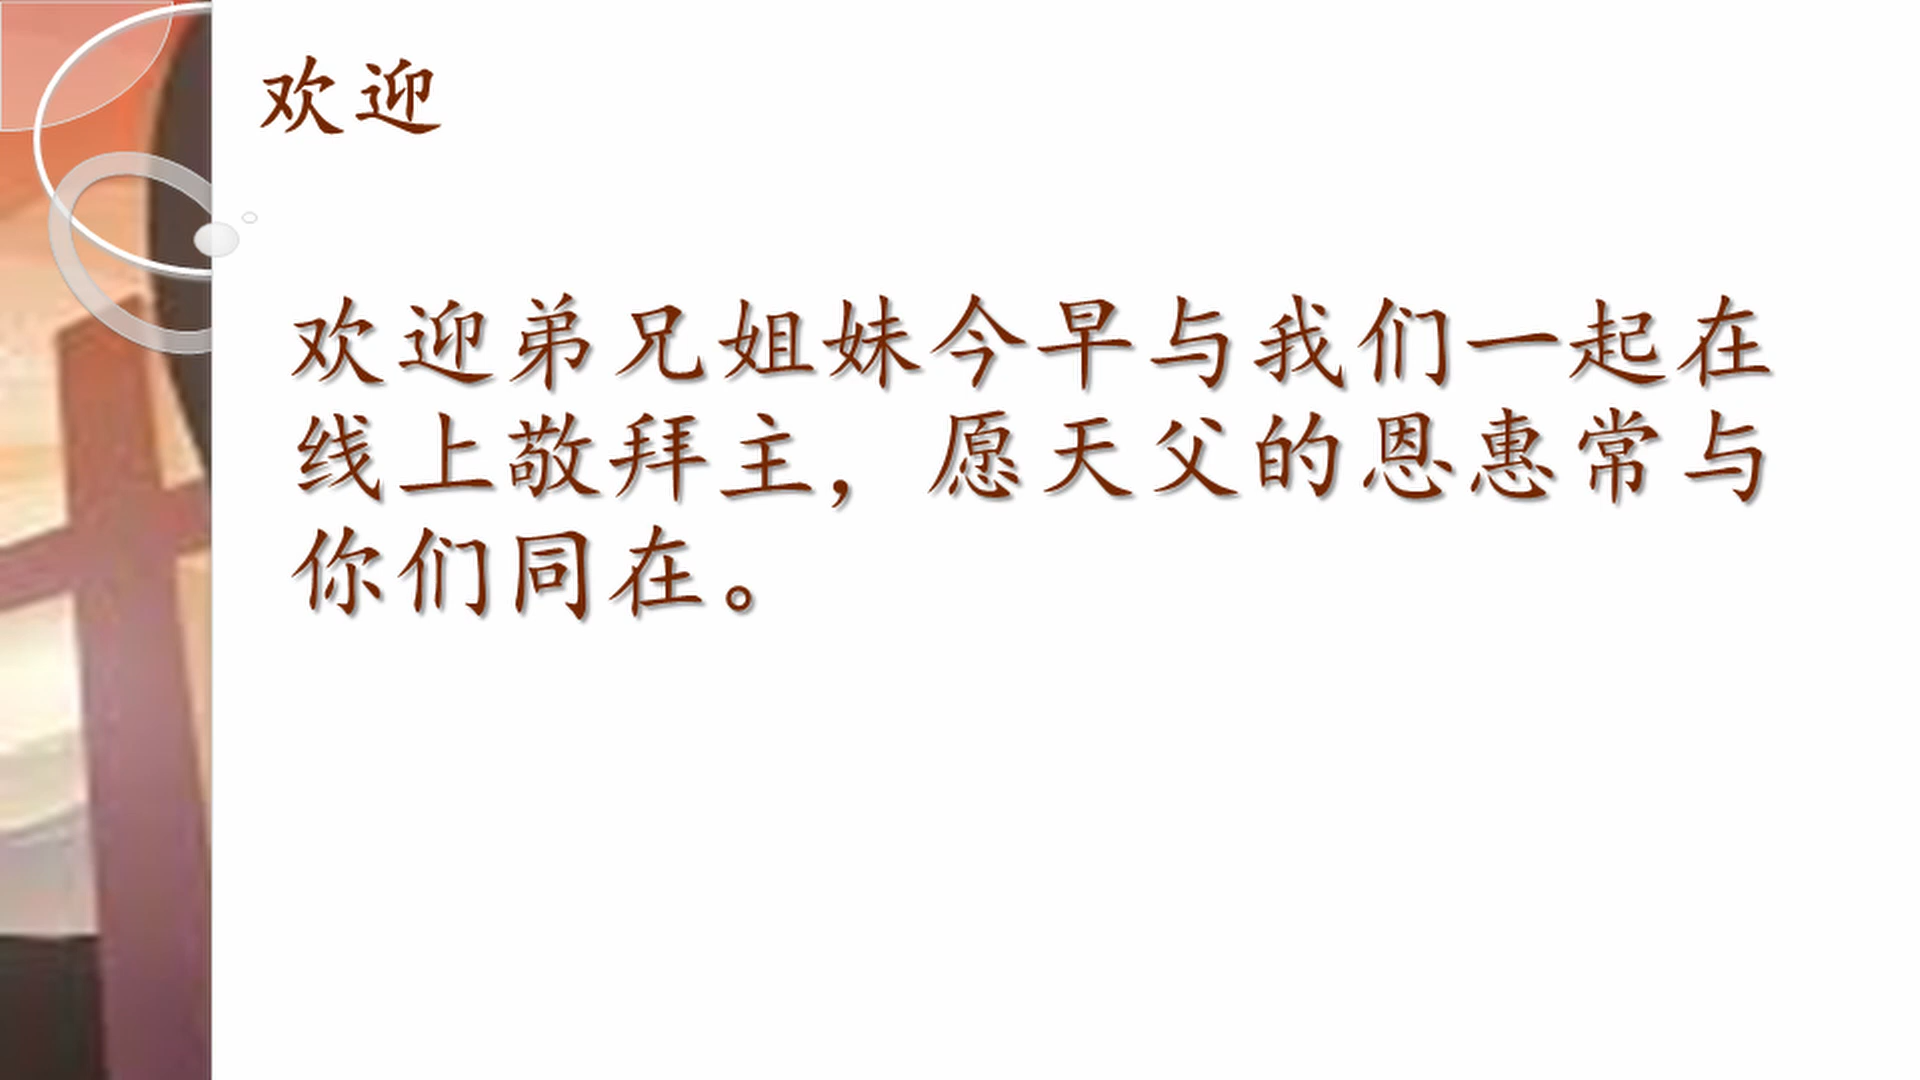 欢迎
欢迎弟兄姐妹今早与我们一起在
线上敬拜主，愿天父的恩惠常与
你们同在。